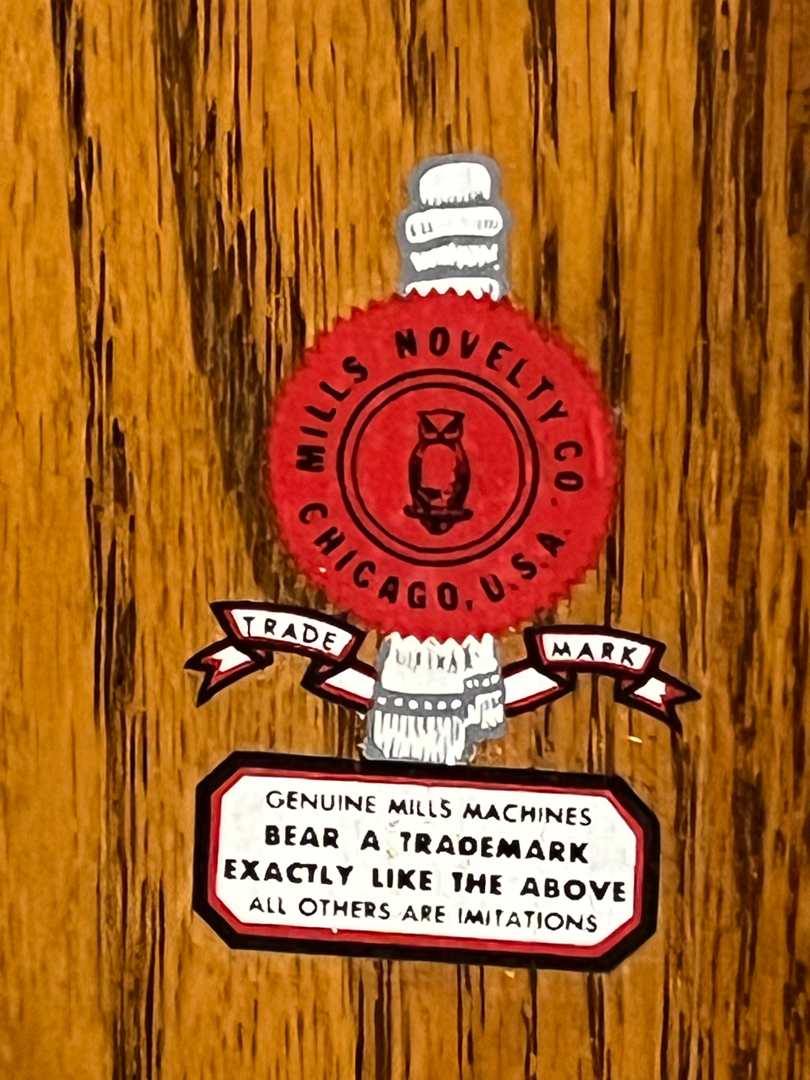 MILLS NOVELTY CO.
CHICAGO, U.S.A.
TRADE MARK
GENUINE MILLS MACHINES
BEAR A TRADEMARK
EXACTLY LIKE THE ABOVE
ALL OTHERS ARE IMITATIONS